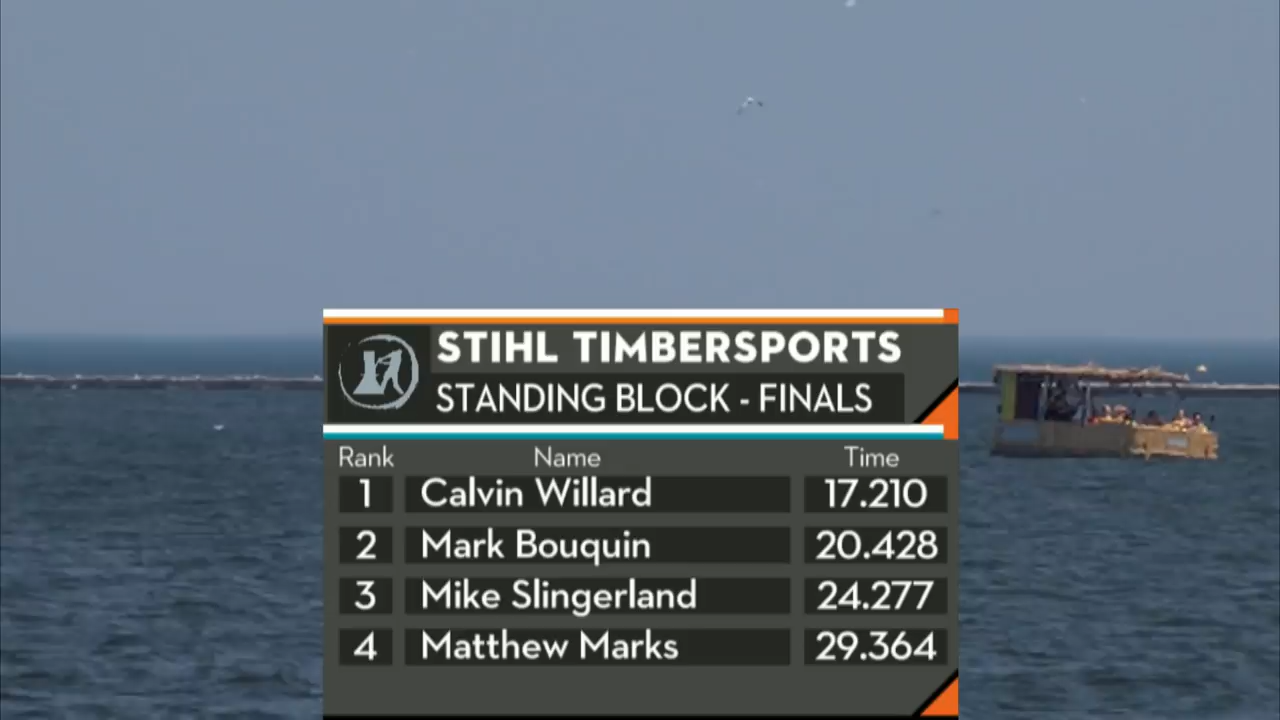 STIHL TIMBERSPORTS
STANDING BLOCK - FINALS
Rank Name Time
1 Calvin Willard 17.210
2 Mark Bouquin 20.428
3 Mike Slingerland 24.277
4 Matthew Marks 29.364